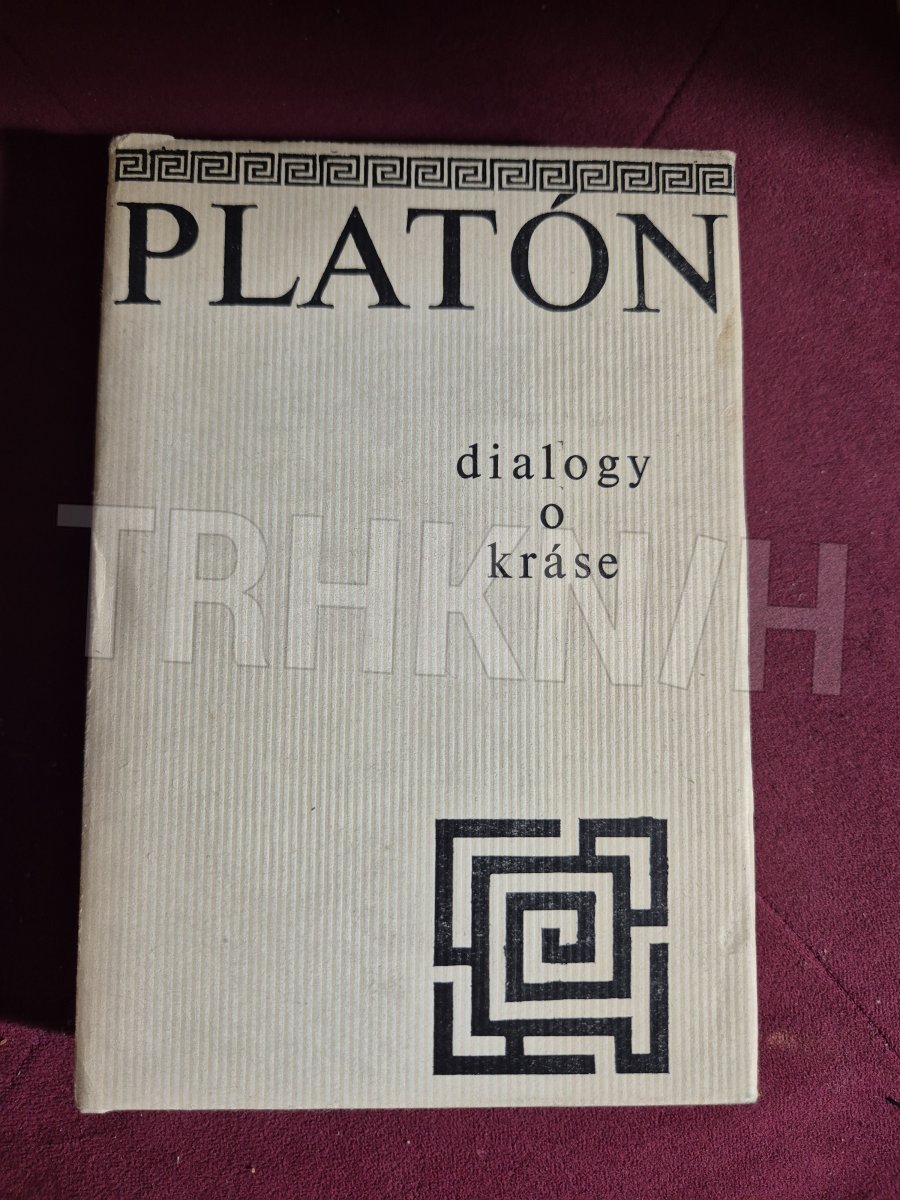 PLATÓN
dialogy
o
kráse
TRHKNIH